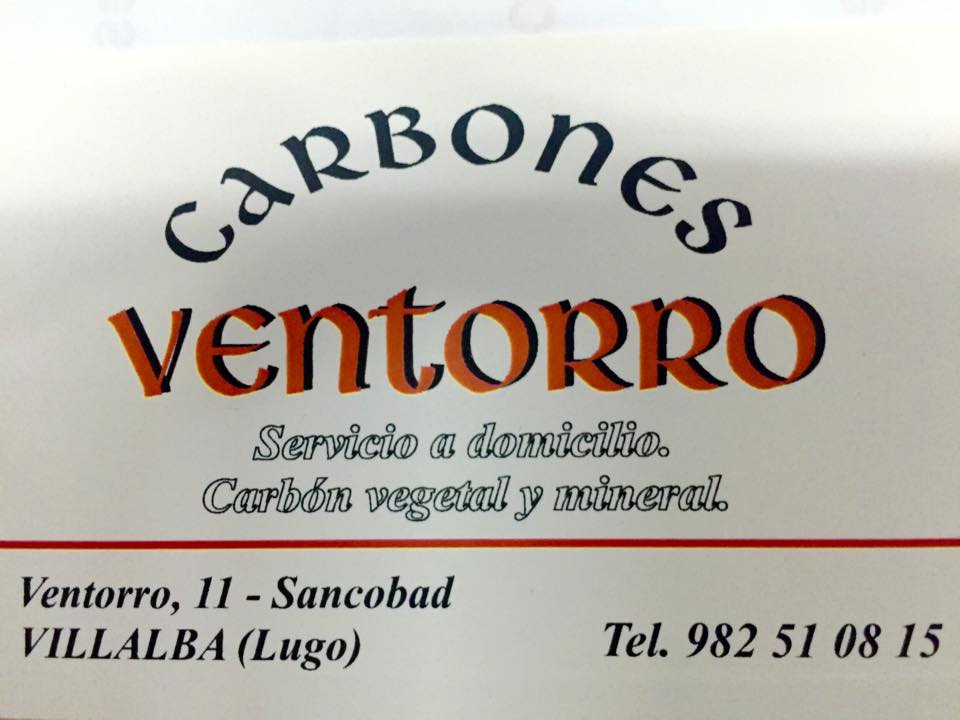 CARBONES
VENTORRO
Servicio a domicilio.
Carbón vegetal y mineral.
Ventorro, 11 - Sancobad
VILLALBA (Lugo)
Tel. 982 51 08 15